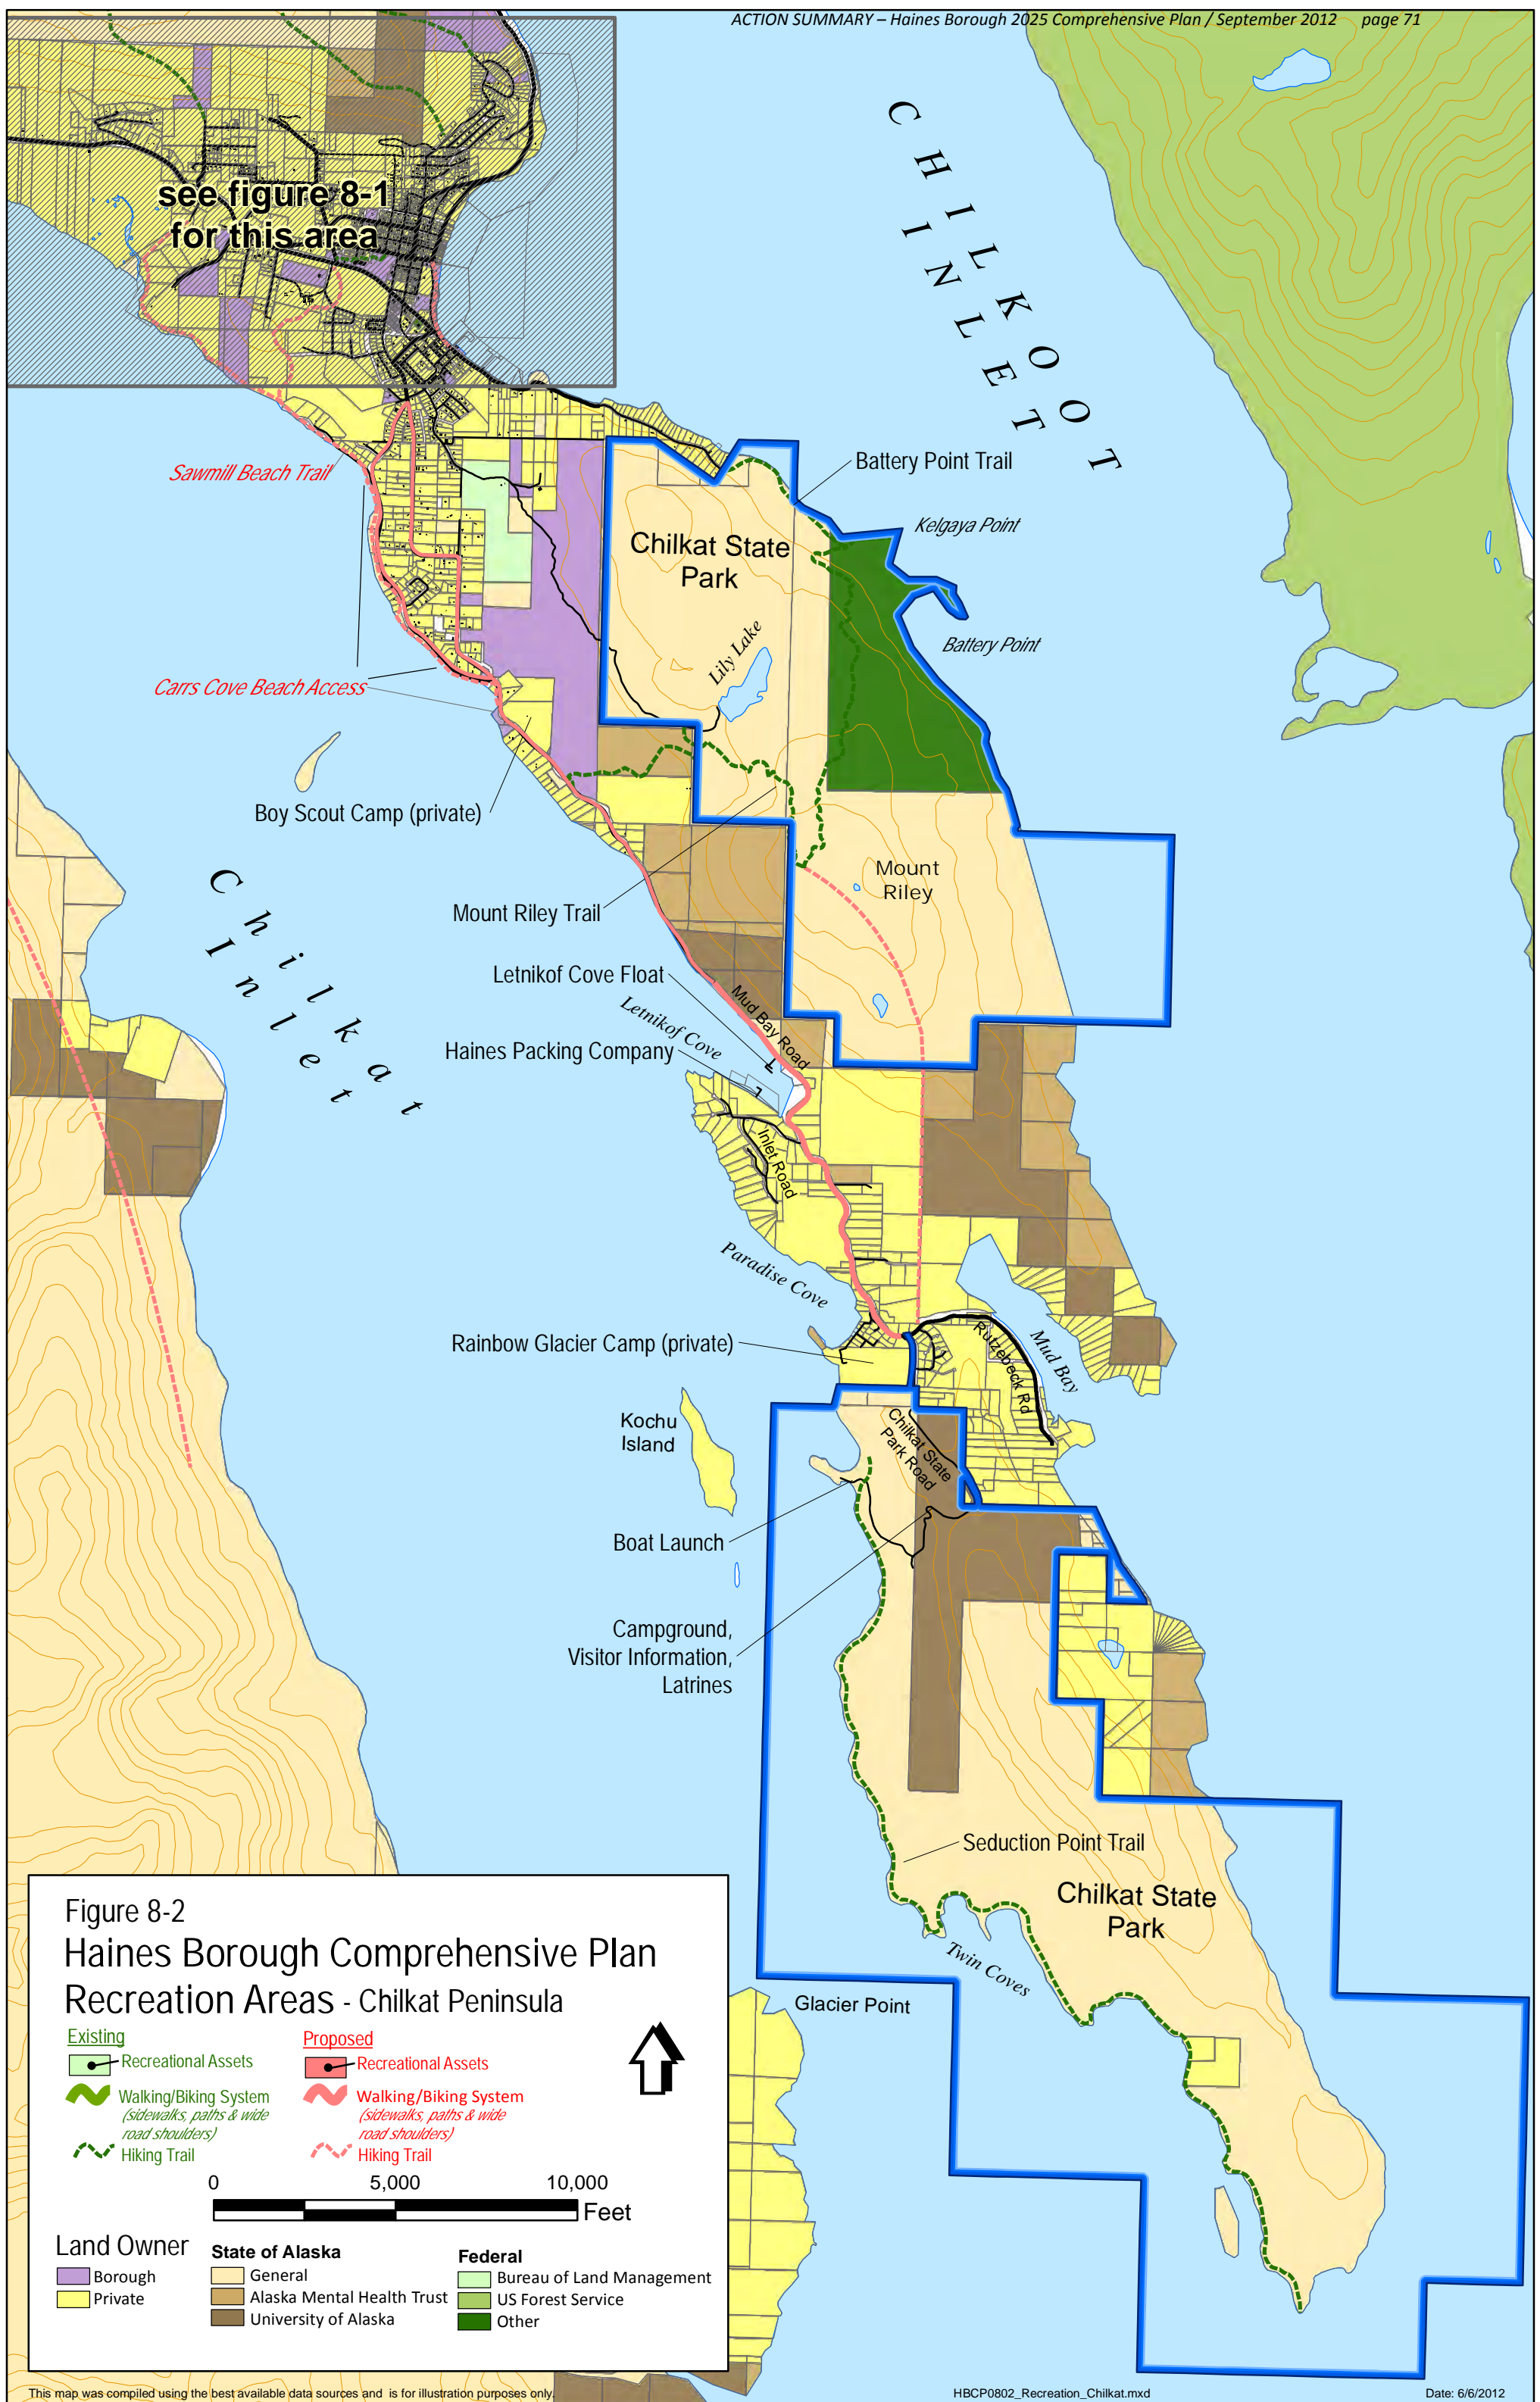 ACTION SUMMARY – Haines Borough 2025 Comprehensive Plan / September 2012 page 71
CHILKOOT
INLET
see figure 8-1
for this area
Sawmill Beach Trail
Battery Point Trail
Kelgaya Point
Chilkat State
Park
Battery Point
Lily Lake
Carrs Cove Beach Access
Boy Scout Camp (private)
Chilkat
Inlet
Mount
Riley
Mount Riley Trail
Letnikof Cove Float
Mud Bay Road
Letnikof Cove
Haines Packing Company
Inlet Road
Paradise Cove
Rainbow Glacier Camp (private)
Rutzebeck Rd
Mud Bay
Kochu
Island
Chilkat State
Park Road
Boat Launch
Campground,
Visitor Information,
Latrines
Seduction Point Trail
Chilkat State
Park
Twin Coves
Glacier Point
Figure 8-2
Haines Borough Comprehensive Plan
Recreation Areas - Chilkat Peninsula
Existing
Recreational Assets
Walking/Biking System
(sidewalks, paths & wide
road shoulders)
Hiking Trail
Proposed
Recreational Assets
Walking/Biking System
(sidewalks, paths & wide
road shoulders)
Hiking Trail
0 5,000 10,000
Feet
Land Owner
Borough
Private
State of Alaska
General
Alaska Mental Health Trust
University of Alaska
Federal
Bureau of Land Management
US Forest Service
Other
This map was compiled using the best available data sources and is for illustration purposes only.
HBCP0802_Recreation_Chilkat.mxd
Date: 6/6/2012